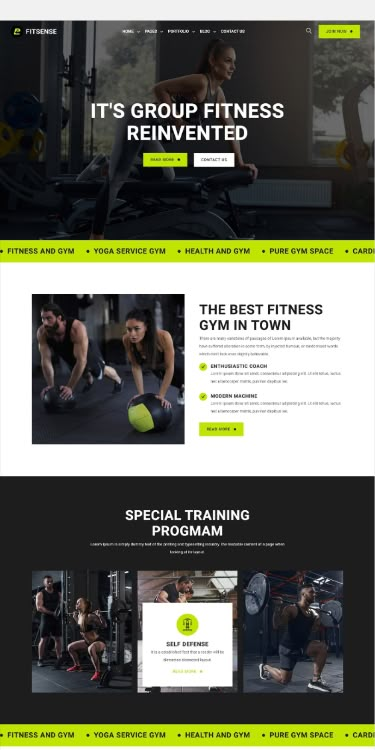 FITSENSE
HOME PAGES PORTFOLIO BLOG CONTACT US
JOIN NOW
IT'S GROUP FITNESS
REINVENTED
READ MORE
CONTACT US
• FITNESS AND GYM • YOGA SERVICE GYM • HEALTH AND GYM • PURE GYM SPACE • CARDI
THE BEST FITNESS
GYM IN TOWN
There are many variations of passages of Lorem Ipsum available, but the majority
have suffered alteration in some form, by injected humour, or randomised words
which don't look even slightly believable.
ENTHUSIASTIC COACH
Lorem ipsum dolor sit amet, consectetur adipiscing elit. Ut elit tellus, luctus
nec ullamcorper mattis, pulvinar dapibus leo.
MODERN MACHINE
Lorem ipsum dolor sit amet, consectetur adipiscing elit. Ut elit tellus, luctus
nec ullamcorper mattis, pulvinar dapibus leo.
READ MORE
SPECIAL TRAINING
PROGMAM
Lorem Ipsum is simply dummy text of the printing and typesetting industry. The readable content of a page when
looking at its layout.
SELF DEFENSE
It is a established fact that a reader will be
READ MORE
• FITNESS AND GYM • YOGA SERVICE GYM • HEALTH AND GYM • PURE GYM SPACE • CARDI